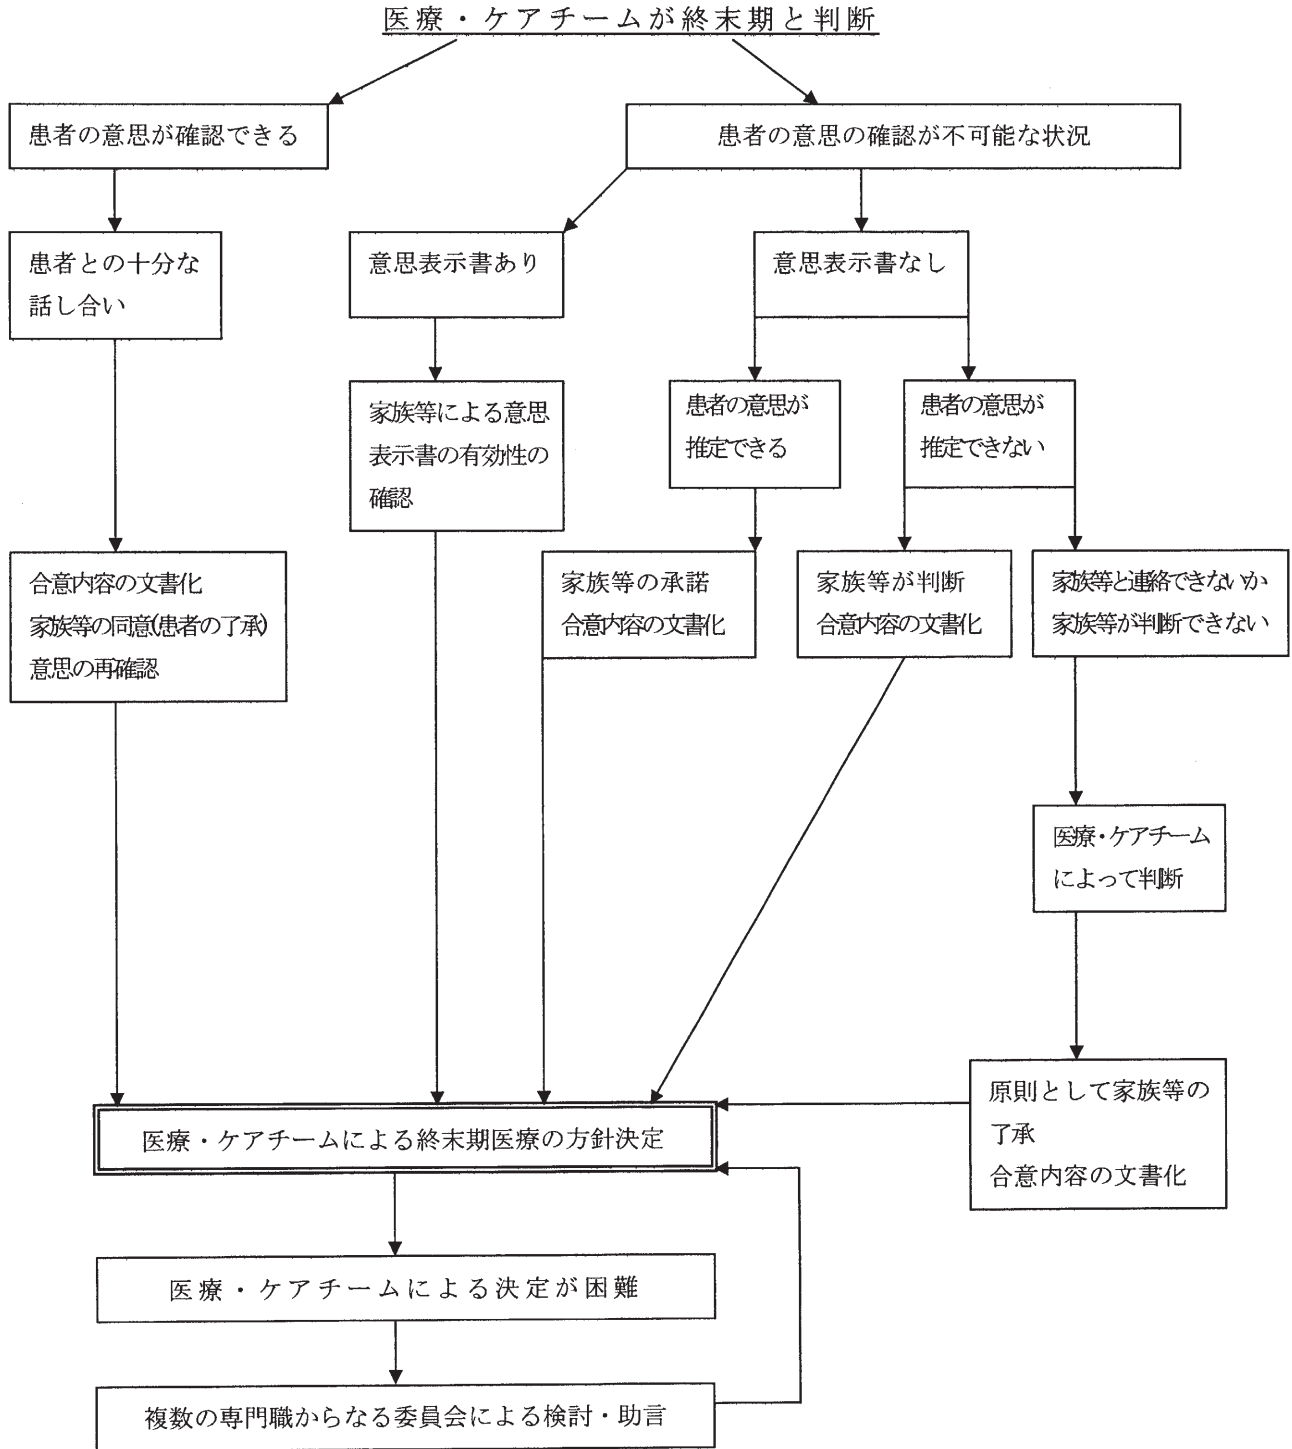 医療・ケアチームが終末期と判断
患者の意思が確認できる
患者の意思の確認が不可能な状況
患者との十分な
話し合い
意思表示書あり
意思表示書なし
家族等による意思
表示書の有効性の
確認
患者の意思が
推定できる
患者の意思が
推定できない
合意内容の文書化
家族等の同意(患者の了承)
意思の再確認
家族等の承諾
合意内容の文書化
家族等が判断
合意内容の文書化
家族等と連絡できないか
家族等が判断できない
医療・ケアチーム
によって判断
原則として家族等の
了承
合意内容の文書化
医療・ケアチームによる終末期医療の方針決定
医療・ケアチームによる決定が困難
複数の専門職からなる委員会による検討・助言